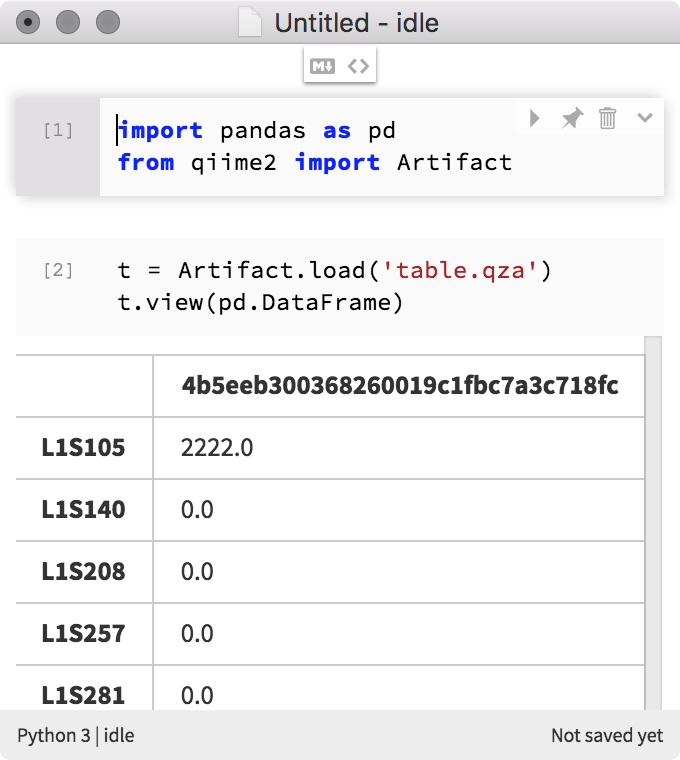 Untitled - idle
M
[1]
import pandas as pd
from qiime2 import Artifact
[2]
t = Artifact.load('table.qza')
t.view(pd.DataFrame)
4b5eeb300368260019c1fbc7a3c718fc
L1S105 2222.0
L1S140 0.0
L1S208 0.0
L1S257 0.0
L1S281 0.0
Python 3 | idle
Not saved yet